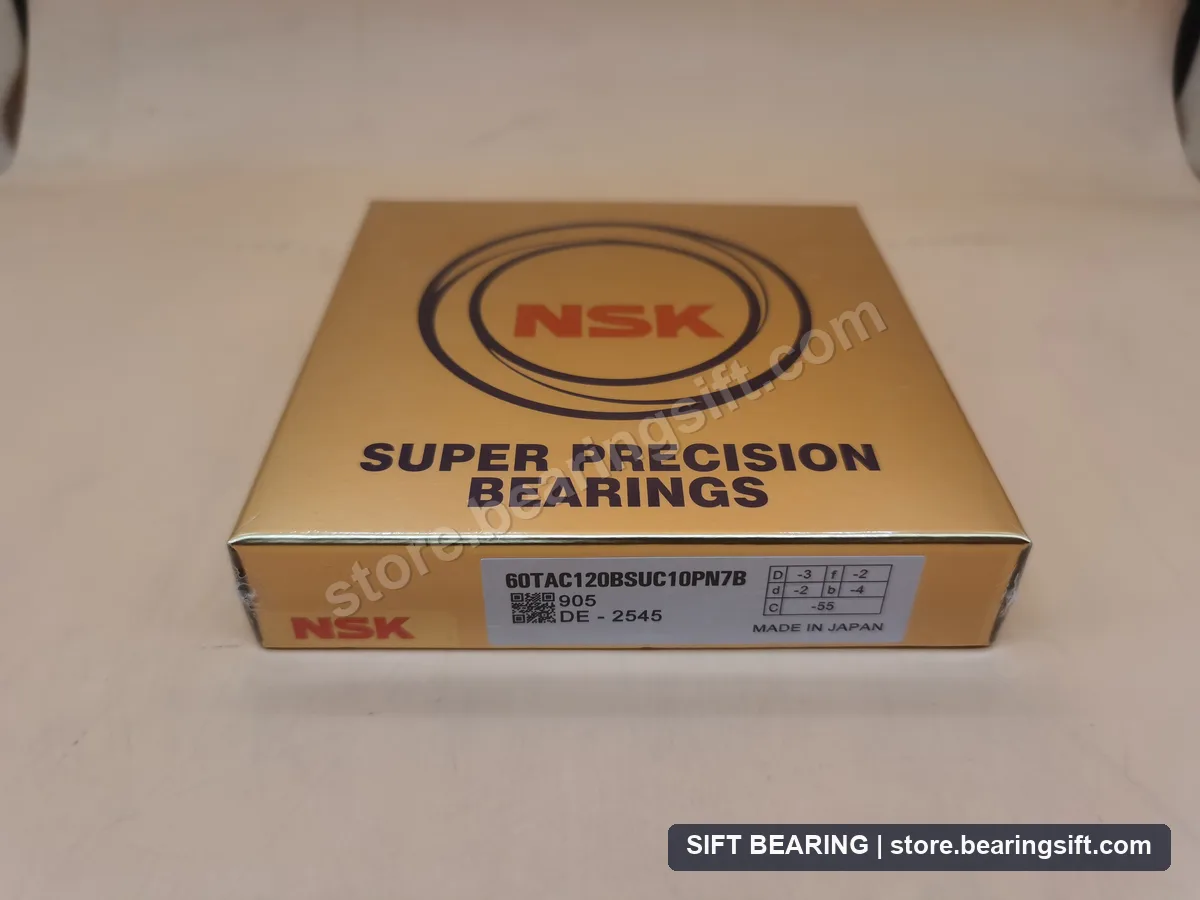 NSK
SUPER PRECISION
BEARINGS
store.bearingsift.com
NSK
60TAC120BSUC10PN7B
905
DE - 2545
D -3 f -2
d -2 b -4
C -55
MADE IN JAPAN
SIFT BEARING | store.bearingsift.com